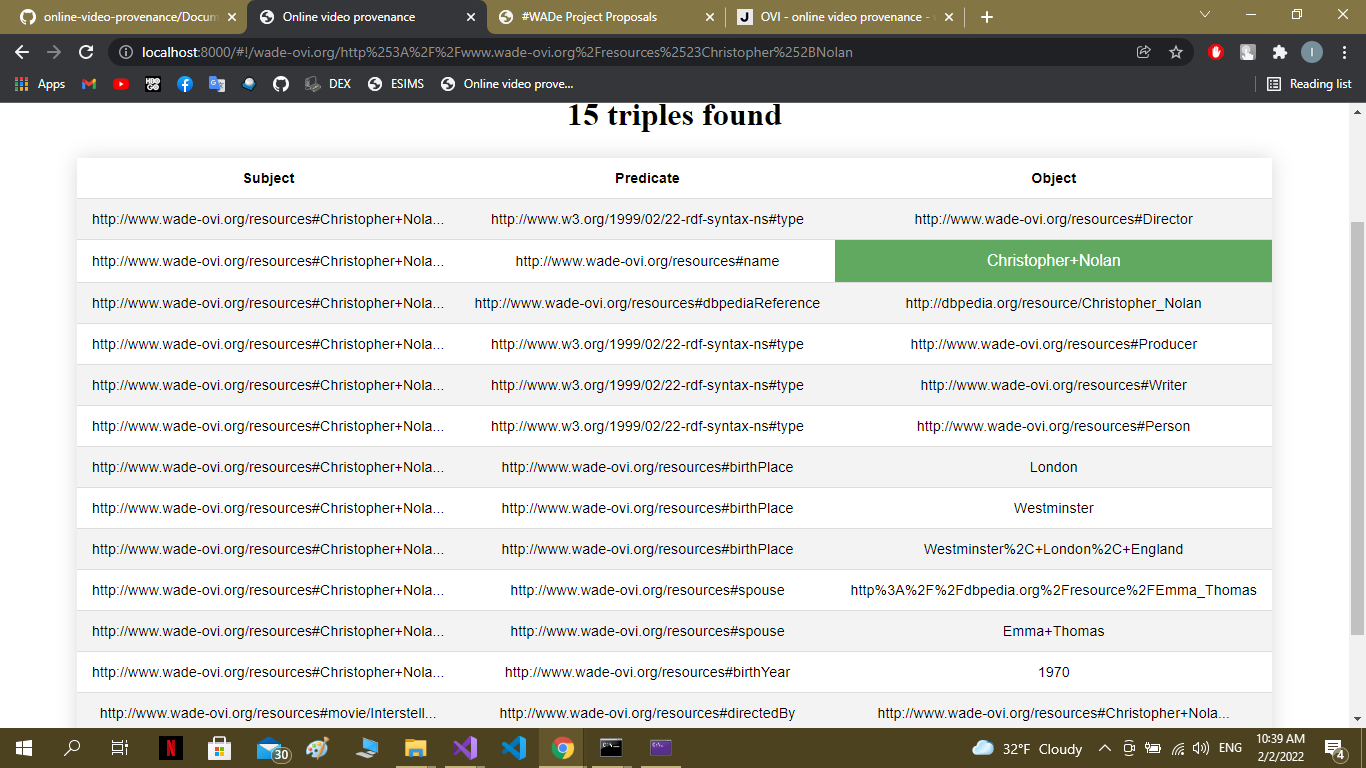 online-video-provenance/Docum
Online video provenance
#WADe Project Proposals
OVI - online video provenance -
localhost:8000/#!/wade-ovi.org/http%253A%2F%2Fwww.wade-ovi.org%2Fresources%2523Christopher%252BNolan
I
Apps
HBO GO
DEX
ESIMS
Online video prove...
Reading list
15 triples found
Subject Predicate Object
http://www.wade-ovi.org/resources#Christopher+Nola... http://www.w3.org/1999/02/22-rdf-syntax-ns#type http://www.wade-ovi.org/resources#Director
http://www.wade-ovi.org/resources#Christopher+Nola... http://www.wade-ovi.org/resources#name Christopher+Nolan
http://www.wade-ovi.org/resources#Christopher+Nola... http://www.wade-ovi.org/resources#dbpediaReference http://dbpedia.org/resource/Christopher_Nolan
http://www.wade-ovi.org/resources#Christopher+Nola... http://www.w3.org/1999/02/22-rdf-syntax-ns#type http://www.wade-ovi.org/resources#Producer
http://www.wade-ovi.org/resources#Christopher+Nola... http://www.w3.org/1999/02/22-rdf-syntax-ns#type http://www.wade-ovi.org/resources#Writer
http://www.wade-ovi.org/resources#Christopher+Nola... http://www.w3.org/1999/02/22-rdf-syntax-ns#type http://www.wade-ovi.org/resources#Person
http://www.wade-ovi.org/resources#Christopher+Nola... http://www.wade-ovi.org/resources#birthPlace London
http://www.wade-ovi.org/resources#Christopher+Nola... http://www.wade-ovi.org/resources#birthPlace Westminster
http://www.wade-ovi.org/resources#Christopher+Nola... http://www.wade-ovi.org/resources#birthPlace Westminster%2C+London%2C+England
http://www.wade-ovi.org/resources#Christopher+Nola... http://www.wade-ovi.org/resources#spouse http%3A%2F%2Fdbpedia.org%2Fresource%2FEmma_Thomas
http://www.wade-ovi.org/resources#Christopher+Nola... http://www.wade-ovi.org/resources#spouse Emma+Thomas
http://www.wade-ovi.org/resources#Christopher+Nola... http://www.wade-ovi.org/resources#birthYear 1970
http://www.wade-ovi.org/resources#movie/Interstell... http://www.wade-ovi.org/resources#directedBy http://www.wade-ovi.org/resources#Christopher+Nola...
30
32°F Cloudy
ENG
10:39 AM
2/2/2022
4